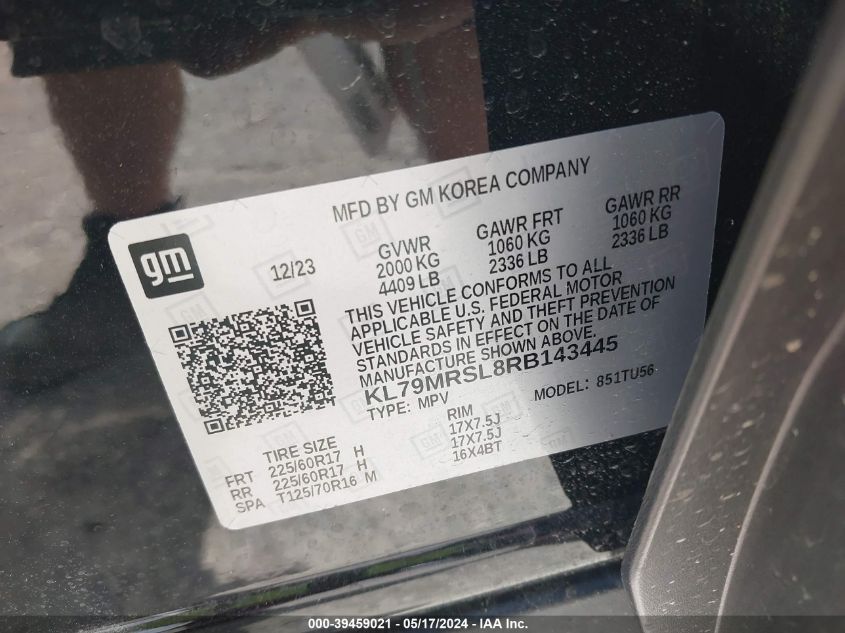 MFD BY GM KOREA COMPANY
gm
12/23
GVWR
2000 KG
4409 LB
GAWR FRT
1060 KG
2336 LB
GAWR RR
1060 KG
2336 LB
THIS VEHICLE CONFORMS TO ALL
APPLICABLE U.S. FEDERAL MOTOR
VEHICLE SAFETY AND THEFT PREVENTION
STANDARDS IN EFFECT ON THE DATE OF
MANUFACTURE SHOWN ABOVE.
KL79MRSL8RB143445
TYPE: MPV
MODEL: 851TU56
TIRE SIZE RIM
FRT 225/60R17 H 17X7.5J
RR 225/60R17 H 17X7.5J
SPA T125/70R16 M 16X4BT
000-39459021 - 05/17/2024 - IAA Inc.